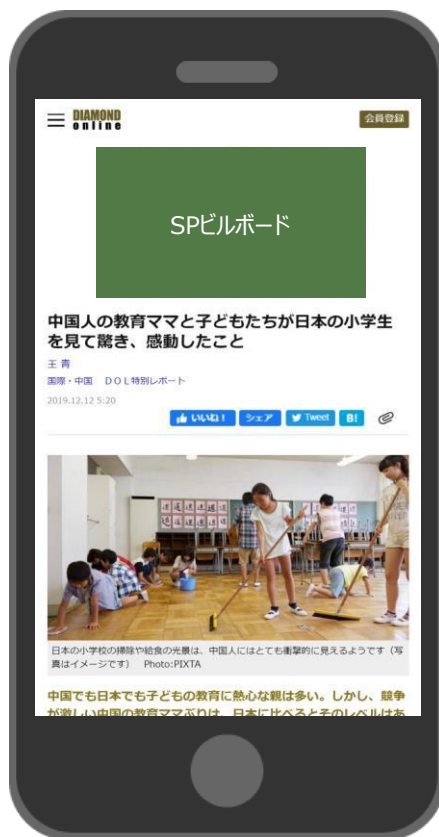 DIAMOND
online
会員登録
SPビルボード
中国人の教育ママと子どもたちが日本の小学生
を見て驚き、感動したこと
王 青
国際・中国 DOL特別レポート
2019.12.12 5:20
いいね! シェア Tweet B!
日本の小学校の掃除や給食の光景は、中国人にはとても衝撃的に見えるようです（写
真はイメージです） Photo:PIXTA
中国でも日本でも子どもの教育に熱心な親は多い。しかし、競争
が激しい中国の教育ママぶりは、日本に比べるとそのレベルはあ